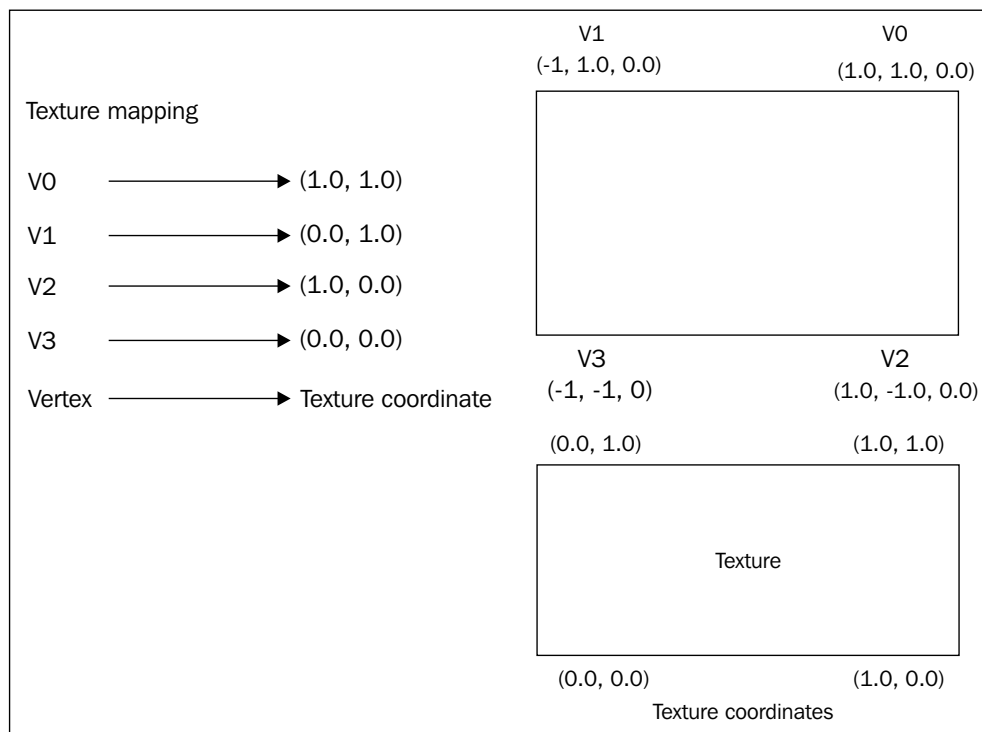 Texture mapping
V0 (1.0, 1.0)
V1 (0.0, 1.0)
V2 (1.0, 0.0)
V3 (0.0, 0.0)
Vertex Texture coordinate
V1 V0
(-1, 1.0, 0.0) (1.0, 1.0, 0.0)
V3 V2
(-1, -1, 0) (1.0, -1.0, 0.0)
(0.0, 1.0) (1.0, 1.0)
Texture
(0.0, 0.0) (1.0, 0.0)
Texture coordinates